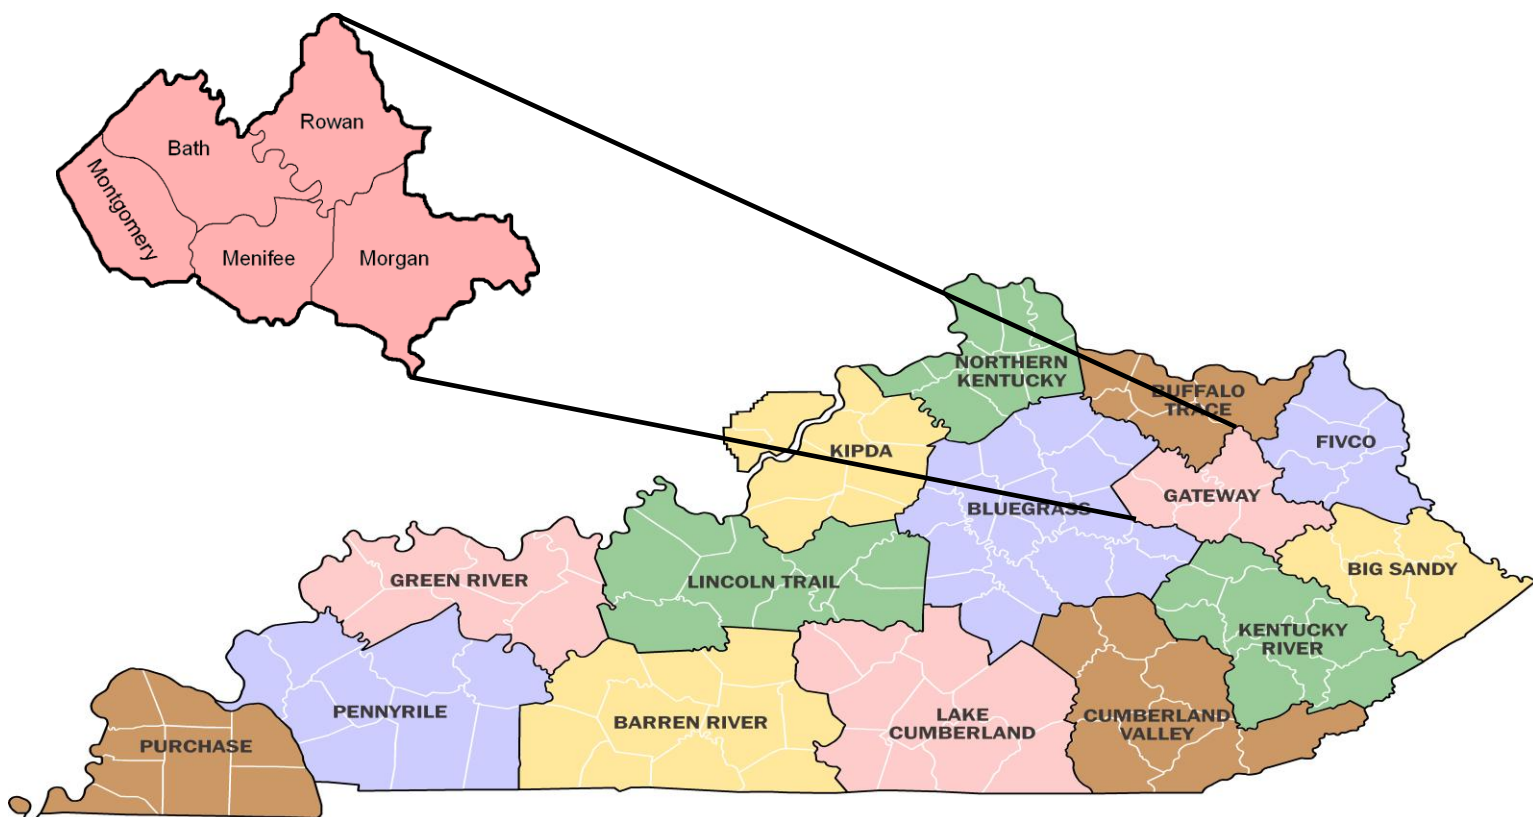 Rowan
Bath
Montgomery
Menifee
Morgan
NORTHERN
KENTUCKY
BUFFALO
TRACE
FIVCO
KIPDA
GATEWAY
BLUEGRASS
BIG SANDY
GREEN RIVER
LINCOLN TRAIL
KENTUCKY
RIVER
PENNYRILE
BARREN RIVER
LAKE
CUMBERLAND
CUMBERLAND
VALLEY
PURCHASE